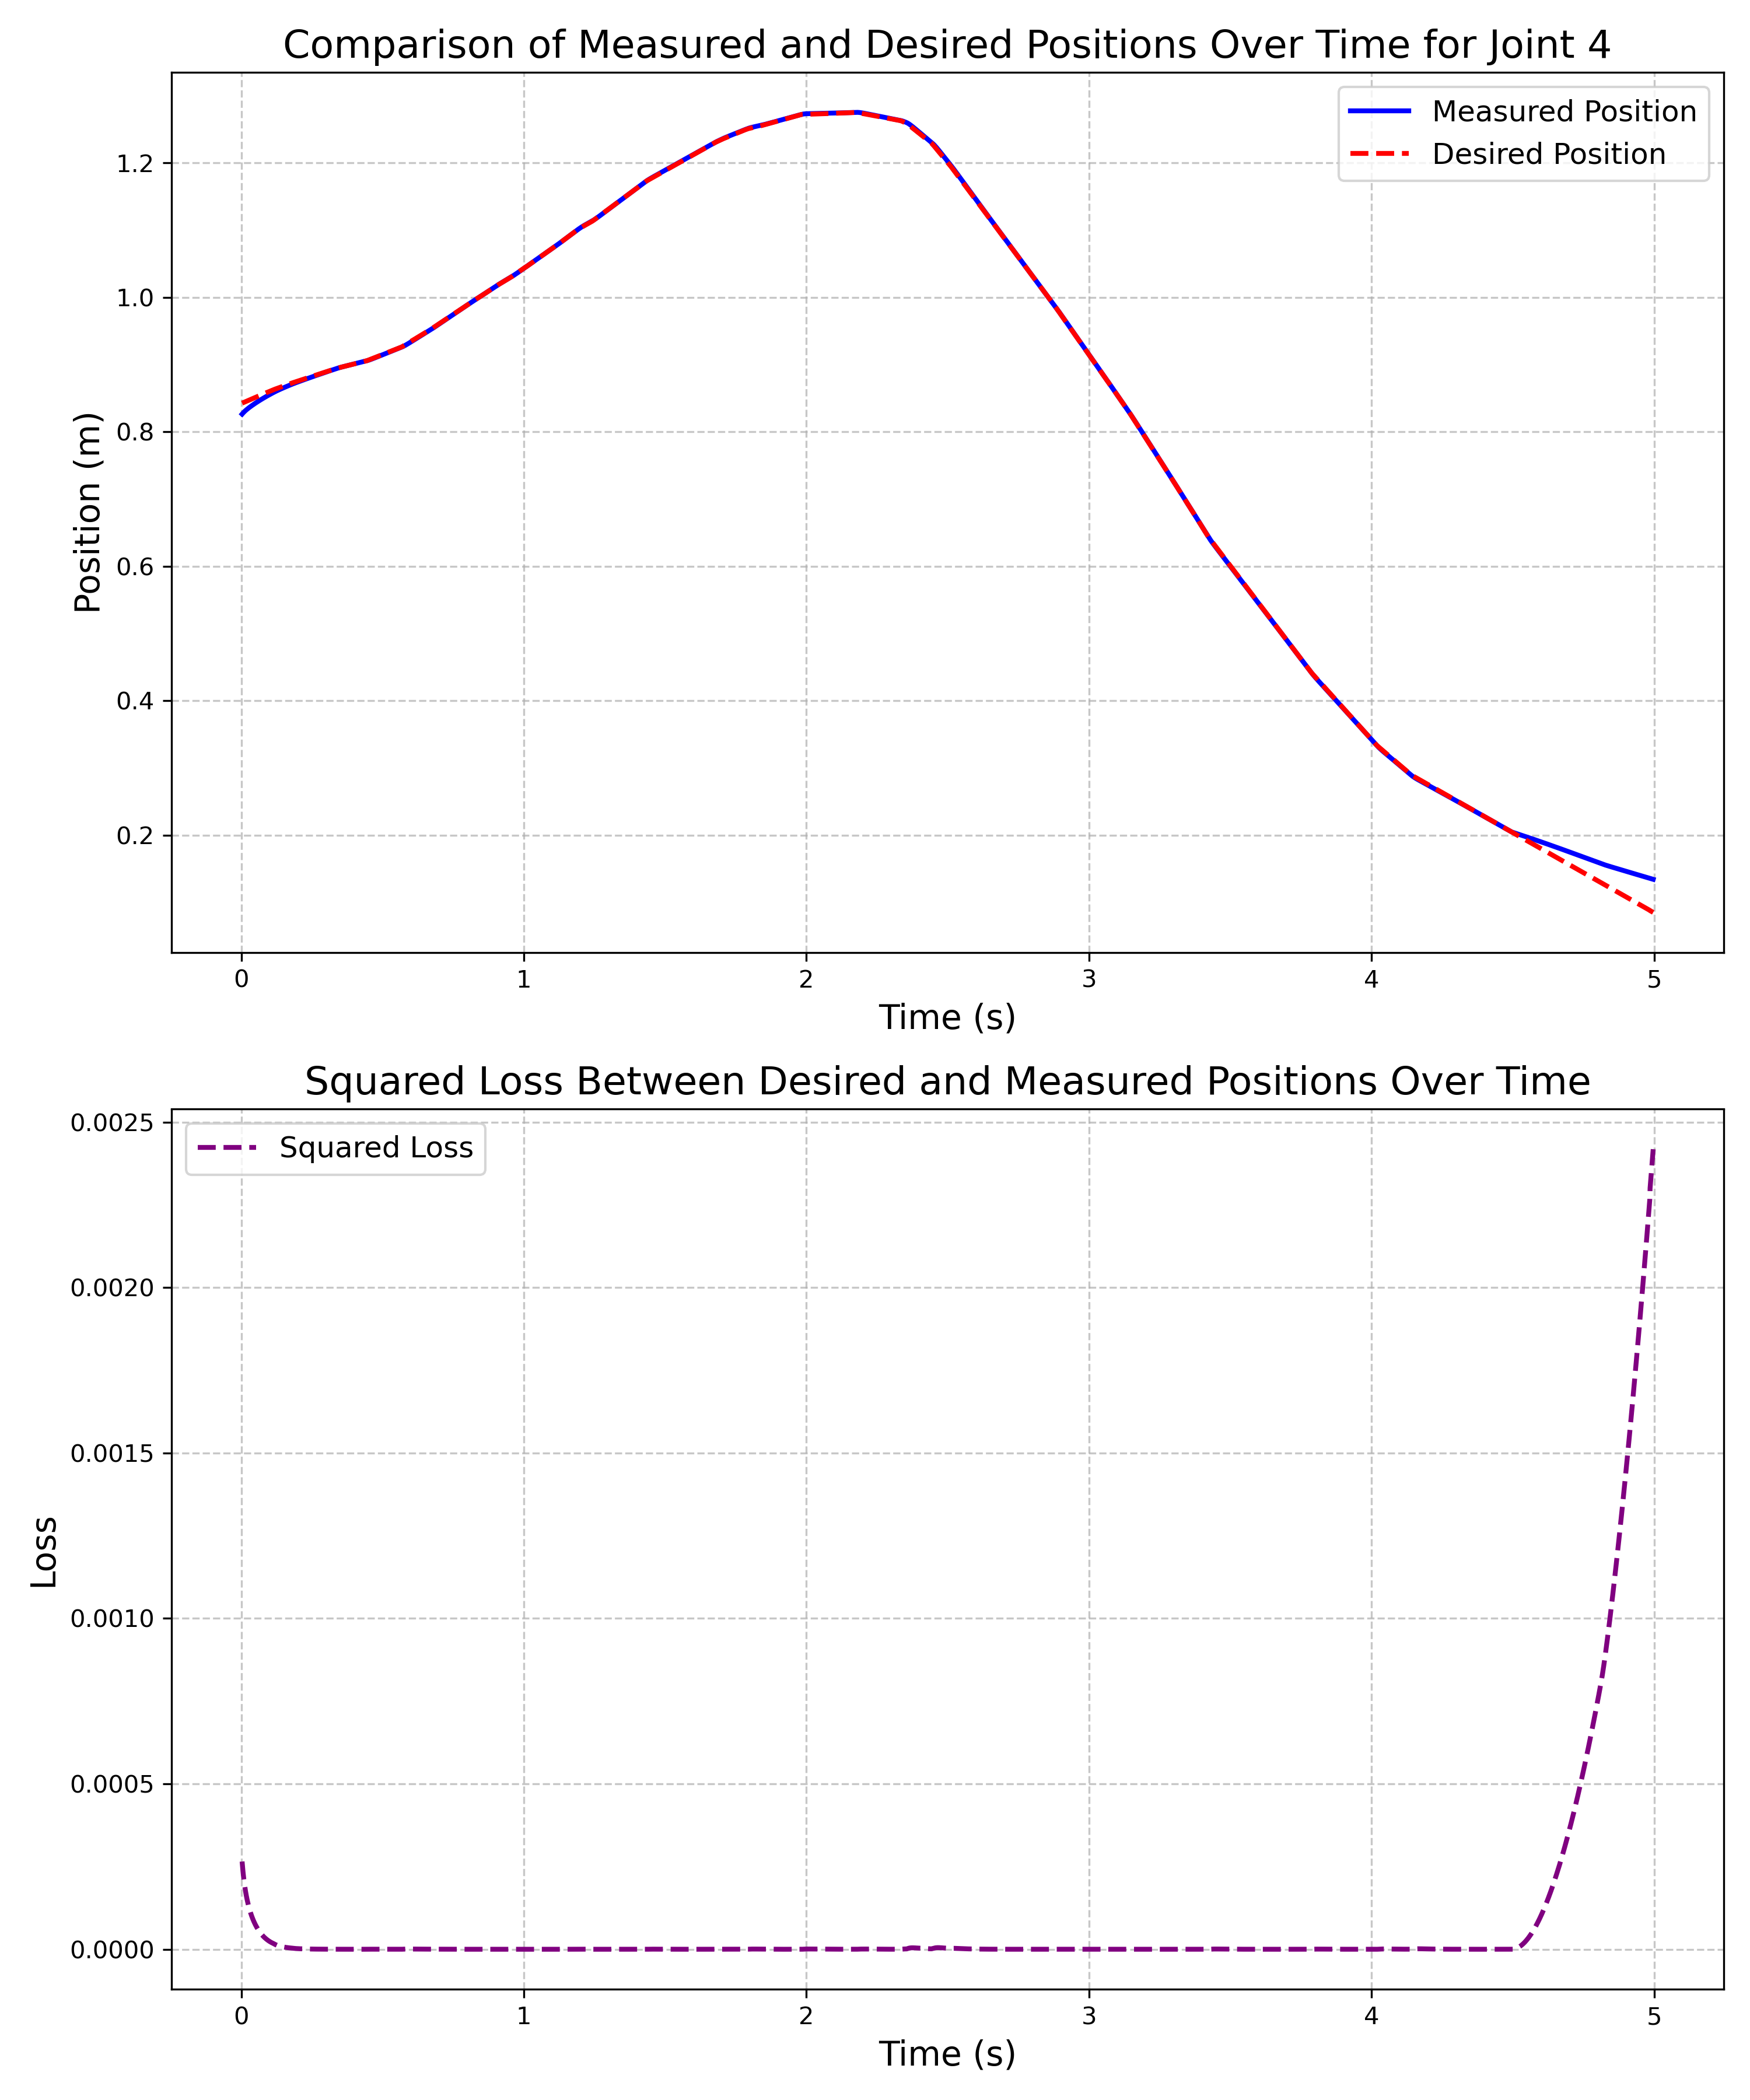 Comparison of Measured and Desired Positions Over Time for Joint 4
Measured Position
Desired Position
Position (m)
1.2
1.0
0.8
0.6
0.4
0.2
0 1 2 3 4 5
Time (s)
Squared Loss Between Desired and Measured Positions Over Time
Squared Loss
Loss
0.0025
0.0020
0.0015
0.0010
0.0005
0.0000
0 1 2 3 4 5
Time (s)